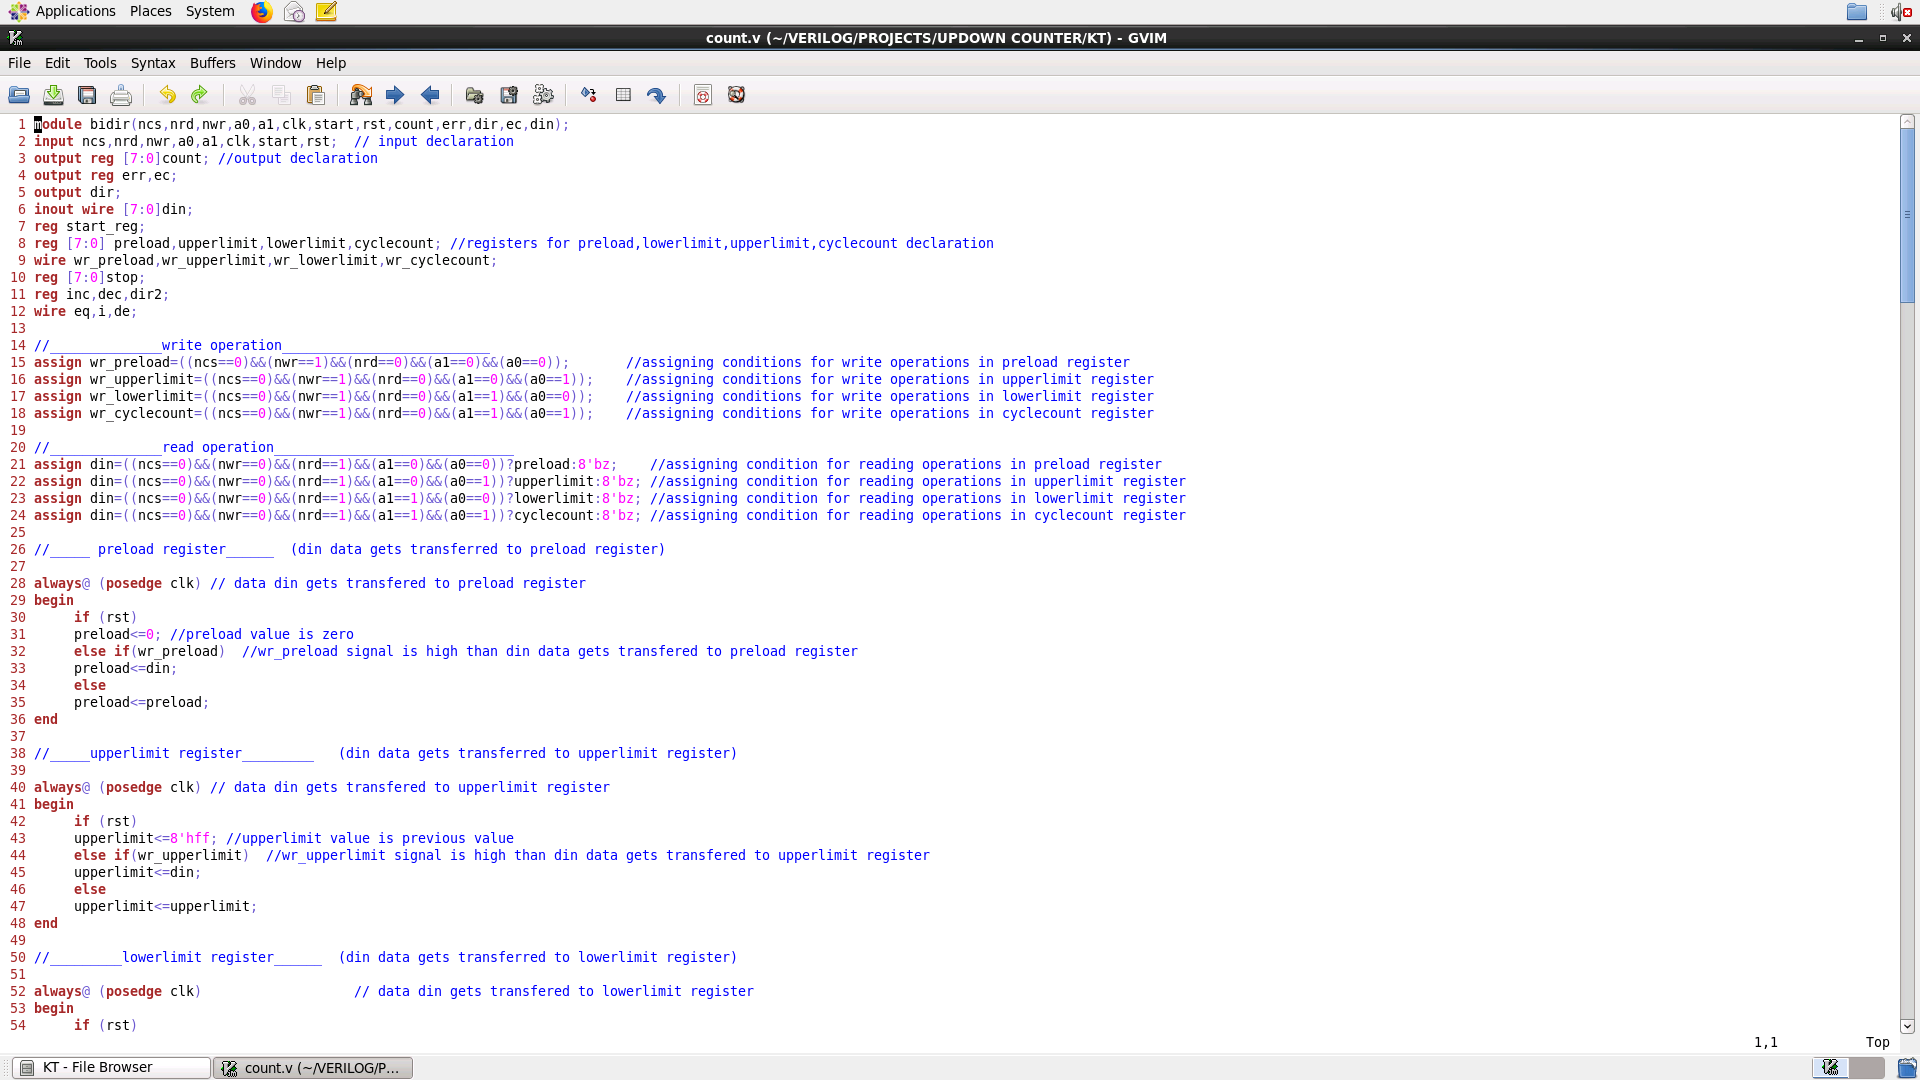 Applications Places System
count.v (~/VERILOG/PROJECTS/UPDOWN COUNTER/KT) - GVIM
File Edit Tools Syntax Buffers Window Help
1 module bidir(ncs,nrd,nwr,a0,a1,clk,start,rst,count,err,dir,ec,din);
2 input ncs,nrd,nwr,a0,a1,clk,start,rst;  // input declaration
3 output reg [7:0]count; //output declaration
4 output reg err,ec;
5 output dir;
6 inout wire [7:0]din;
7 reg start_reg;
8 reg [7:0] preload,upperlimit,lowerlimit,cyclecount; //registers for preload,lowerlimit,upperlimit,cyclecount declaration
9 wire wr_preload,wr_upperlimit,wr_lowerlimit,wr_cyclecount;
10 reg [7:0]stop;
11 reg inc,dec,dir2;
12 wire eq,i,de;
13
14 //______________write operation__________________________
15 assign wr_preload=((ncs==0)&&(nwr==1)&&(nrd==0)&&(a1==0)&&(a0==0));       //assigning conditions for write operations in preload register
16 assign wr_upperlimit=((ncs==0)&&(nwr==1)&&(nrd==0)&&(a1==0)&&(a0==1));    //assigning conditions for write operations in upperlimit register
17 assign wr_lowerlimit=((ncs==0)&&(nwr==1)&&(nrd==0)&&(a1==1)&&(a0==0));    //assigning conditions for write operations in lowerlimit register
18 assign wr_cyclecount=((ncs==0)&&(nwr==1)&&(nrd==0)&&(a1==1)&&(a0==1));    //assigning conditions for write operations in cyclecount register
19
20 //______________read operation______________________________
21 assign din=((ncs==0)&&(nwr==0)&&(nrd==1)&&(a1==0)&&(a0==0))?preload:8'bz;    //assigning condition for reading operations in preload register
22 assign din=((ncs==0)&&(nwr==0)&&(nrd==1)&&(a1==0)&&(a0==1))?upperlimit:8'bz; //assigning condition for reading operations in upperlimit register
23 assign din=((ncs==0)&&(nwr==0)&&(nrd==1)&&(a1==1)&&(a0==0))?lowerlimit:8'bz; //assigning condition for reading operations in lowerlimit register
24 assign din=((ncs==0)&&(nwr==0)&&(nrd==1)&&(a1==1)&&(a0==1))?cyclecount:8'bz; //assigning condition for reading operations in cyclecount register
25
26 //_____ preload register______  (din data gets transferred to preload register)
27
28 always@ (posedge clk) // data din gets transfered to preload register
29 begin
30      if (rst)
31      preload<=0; //preload value is zero
32      else if(wr_preload)  //wr_preload signal is high than din data gets transfered to preload register
33      preload<=din;
34      else
35      preload<=preload;
36 end
37
38 //_____upperlimit register_________   (din data gets transferred to upperlimit register)
39
40 always@ (posedge clk) // data din gets transfered to upperlimit register
41 begin
42      if (rst)
43      upperlimit<=8'hff; //upperlimit value is previous value
44      else if(wr_upperlimit)  //wr_upperlimit signal is high than din data gets transfered to upperlimit register
45      upperlimit<=din;
46      else
47      upperlimit<=upperlimit;
48 end
49
50 //_________lowerlimit register______  (din data gets transferred to lowerlimit register)
51
52 always@ (posedge clk)                   // data din gets transfered to lowerlimit register
53 begin
54      if (rst)
1,1 Top
KT - File Browser count.v (~/VERILOG/P...